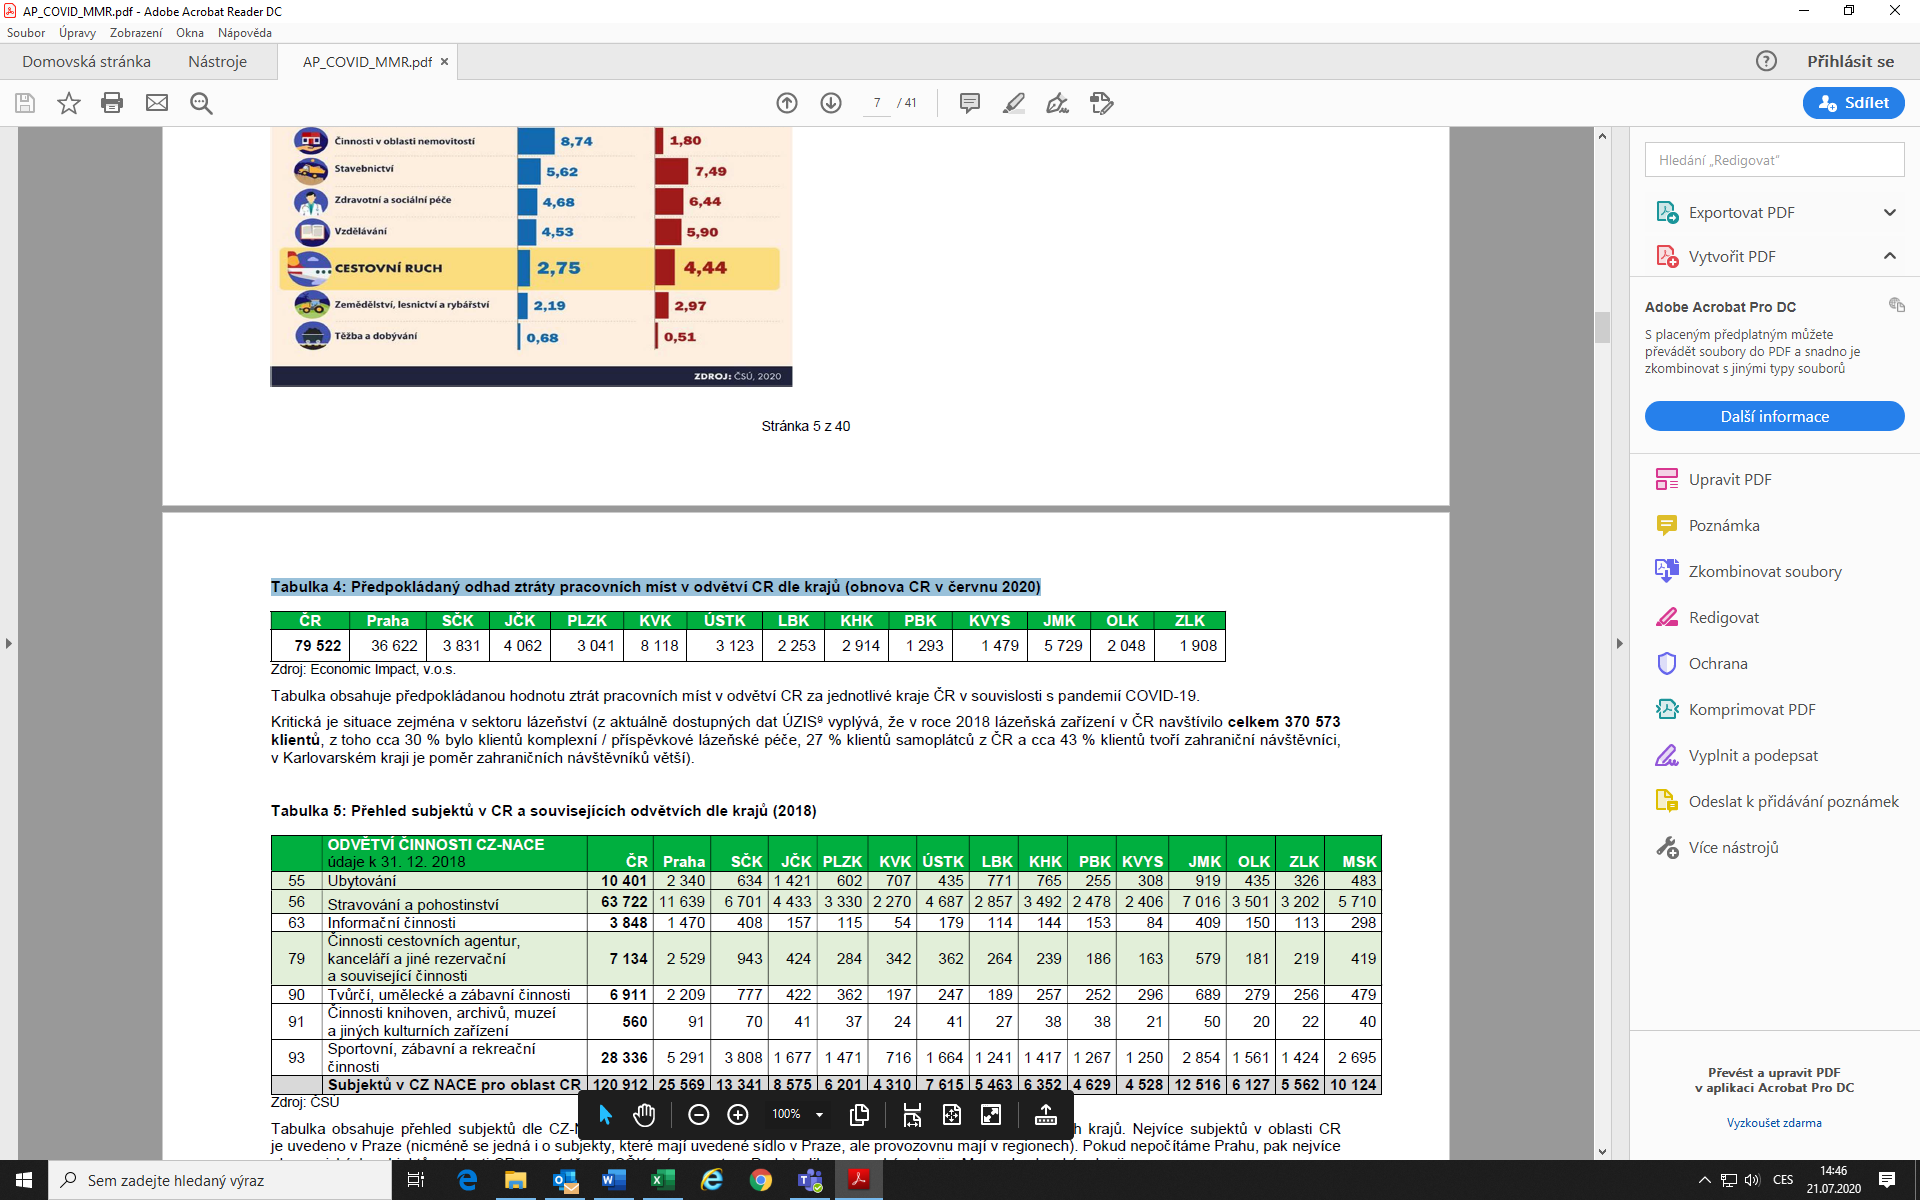 AP_COVID_MMR.pdf - Adobe Acrobat Reader DC
Soubor Úpravy Zobrazení Okna Nápověda
Domovská stránka Nástroje AP_COVID_MMR.pdf × Přihlásit se
7 / 41 Sdílet
Činnosti v oblasti nemovitostí 8,74 1,80
Stavebnictví 5,62 7,49
Zdravotní a sociální péče 4,68 6,44
Vzdělávání 4,53 5,90
CESTOVNÍ RUCH 2,75 4,44
Zemědělství, lesnictví a rybářství 2,19 2,97
Těžba a dobývání 0,68 0,51
ZDROJ: ČSÚ, 2020
Stránka 5 z 40
Tabulka 4: Předpokládaný odhad ztráty pracovních míst v odvětví CR dle krajů (obnova CR v červnu 2020)
ČR Praha SČK JČK PLZK KVK ÚSTK LBK KHK PBK KVYS JMK OLK ZLK
79 522 36 622 3 831 4 062 3 041 8 118 3 123 2 253 2 914 1 293 1 479 5 729 2 048 1 908
Zdroj: Economic Impact, v.o.s.
Tabulka obsahuje předpokládanou hodnotu ztrát pracovních míst v odvětví CR za jednotlivé kraje ČR v souvislosti s pandemií COVID-19.
Kritická je situace zejména v sektoru lázeňství (z aktuálně dostupných dat ÚZIS⁹ vyplývá, že v roce 2018 lázeňská zařízení v ČR navštívilo celkem 370 573
klientů, z toho cca 30 % bylo klientů komplexní / příspěvkové lázeňské péče, 27 % klientů samoplátců z ČR a cca 43 % klientů tvoří zahraniční návštěvníci,
v Karlovarském kraji je poměr zahraničních návštěvníků větší).
Tabulka 5: Přehled subjektů v CR a souvisejících odvětvích dle krajů (2018)
ODVĚTVÍ ČINNOSTI CZ-NACE
údaje k 31. 12. 2018 ČR Praha SČK JČK PLZK KVK ÚSTK LBK KHK PBK KVYS JMK OLK ZLK MSK
55 Ubytování 10 401 2 340 634 1 421 602 707 435 771 765 255 308 919 435 326 483
56 Stravování a pohostinství 63 722 11 639 6 701 4 433 3 330 2 270 4 687 2 857 3 492 2 478 2 406 7 016 3 501 3 202 5 710
63 Informační činnosti 3 848 1 470 408 157 115 54 179 114 144 153 84 409 150 113 298
Činnosti cestovních agentur,
79 kanceláří a jiné rezervační 7 134 2 529 943 424 284 342 362 264 239 186 163 579 181 219 419
a související činnosti
90 Tvůrčí, umělecké a zábavní činnosti 6 911 2 209 777 422 362 197 247 189 257 252 296 689 279 256 479
Činnosti knihoven, archivů, muzeí
91 a jiných kulturních zařízení 560 91 70 41 37 24 41 27 38 38 21 50 20 22 40
Sportovní, zábavní a rekreační
93 činnosti 28 336 5 291 3 808 1 677 1 471 716 1 664 1 241 1 417 1 267 1 250 2 854 1 561 1 424 2 695
Subjektů v CZ NACE pro oblast CR 120 912 25 569 13 341 8 575 6 201 4 310 7 615 5 463 6 352 4 629 4 528 12 516 6 127 5 562 10 124
Zdroj: ČSÚ
100%
Tabulka obsahuje přehled subjektů dle CZ-N h krajů. Nejvíce subjektů v oblasti CR
je uvedeno v Praze (nicméně se jedná i o subjekty, které mají uvedené sídlo v Praze, ale provozovnu mají v regionech). Pokud nepočítáme Prahu, pak nejvíce
Hledání „Redigovat"
Exportovat PDF
Vytvořit PDF
Adobe Acrobat Pro DC
S placeným předplatným můžete
převádět soubory do PDF a snadno je
zkombinovat s jinými typy souborů
Další informace
Upravit PDF
Poznámka
Zkombinovat soubory
Redigovat
Ochrana
Komprimovat PDF
Vyplnit a podepsat
Odeslat k přidávání poznámek
Více nástrojů
Převést a upravit PDF
v aplikaci Acrobat Pro DC
Vyzkoušet zdarma
Sem zadejte hledaný výraz
CES 14:46
21.07.2020